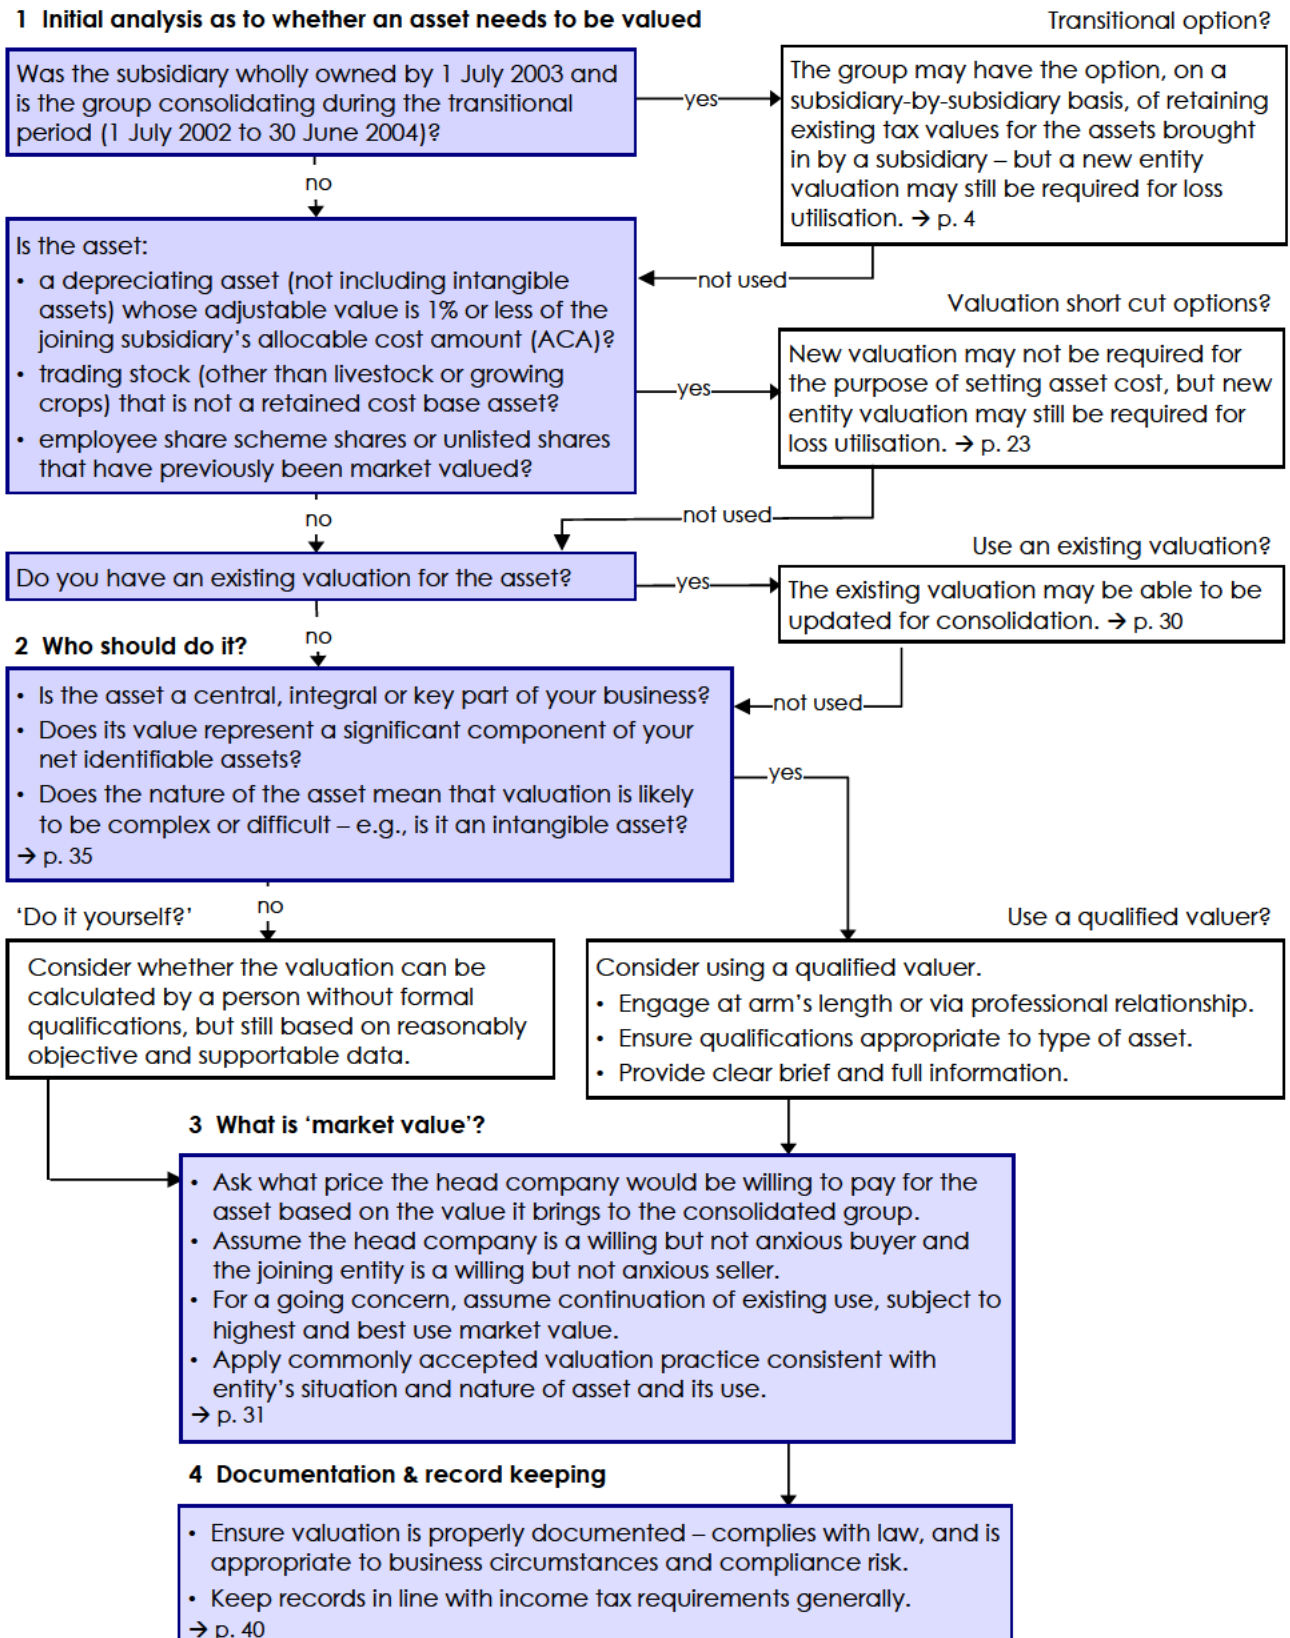 1 Initial analysis as to whether an asset needs to be valued
Transitional option?
Was the subsidiary wholly owned by 1 July 2003 and
is the group consolidating during the transitional
period (1 July 2002 to 30 June 2004)?
yes
The group may have the option, on a
subsidiary-by-subsidiary basis, of retaining
existing tax values for the assets brought
in by a subsidiary – but a new entity
valuation may still be required for loss
utilisation. → p. 4
no
not used
Is the asset:
• a depreciating asset (not including intangible
assets) whose adjustable value is 1% or less of the
joining subsidiary's allocable cost amount (ACA)?
• trading stock (other than livestock or growing
crops) that is not a retained cost base asset?
• employee share scheme shares or unlisted shares
that have previously been market valued?
yes
Valuation short cut options?
New valuation may not be required for
the purpose of setting asset cost, but new
entity valuation may still be required for
loss utilisation. → p. 23
no
not used
Do you have an existing valuation for the asset?
yes
Use an existing valuation?
The existing valuation may be able to be
updated for consolidation. → p. 30
no
not used
2 Who should do it?
• Is the asset a central, integral or key part of your business?
• Does its value represent a significant component of your
net identifiable assets?
• Does the nature of the asset mean that valuation is likely
to be complex or difficult – e.g., is it an intangible asset?
→ p. 35
yes
no
'Do it yourself?'
Consider whether the valuation can be
calculated by a person without formal
qualifications, but still based on reasonably
objective and supportable data.
Use a qualified valuer?
Consider using a qualified valuer.
• Engage at arm's length or via professional relationship.
• Ensure qualifications appropriate to type of asset.
• Provide clear brief and full information.
3 What is 'market value'?
• Ask what price the head company would be willing to pay for the
asset based on the value it brings to the consolidated group.
• Assume the head company is a willing but not anxious buyer and
the joining entity is a willing but not anxious seller.
• For a going concern, assume continuation of existing use, subject to
highest and best use market value.
• Apply commonly accepted valuation practice consistent with
entity's situation and nature of asset and its use.
→ p. 31
4 Documentation & record keeping
• Ensure valuation is properly documented – complies with law, and is
appropriate to business circumstances and compliance risk.
• Keep records in line with income tax requirements generally.
→ p. 40